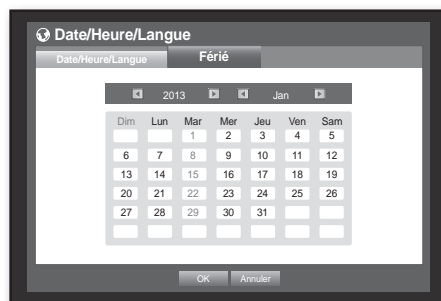 Date/Heure/Langue
Date/Heure/Langue Férié
2013 Jan
Dim Lun Mar Mer Jeu Ven Sam
1 2 3 4 5
6 7 8 9 10 11 12
13 14 15 16 17 18 19
20 21 22 23 24 25 26
27 28 29 30 31
OK Annuler